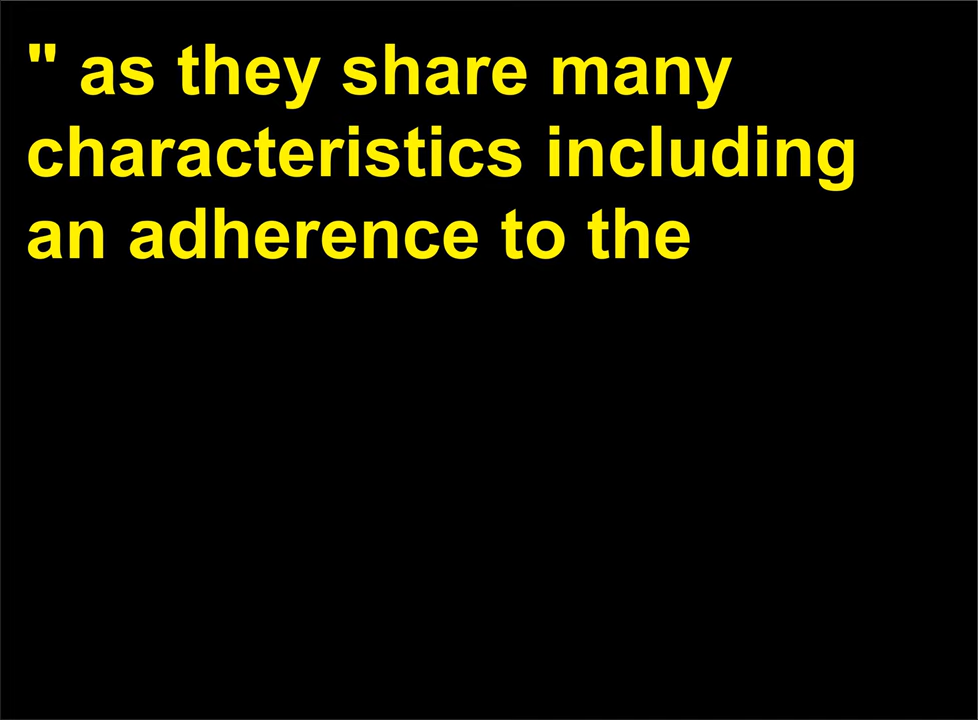 " as they share many
characteristics including
an adherence to the